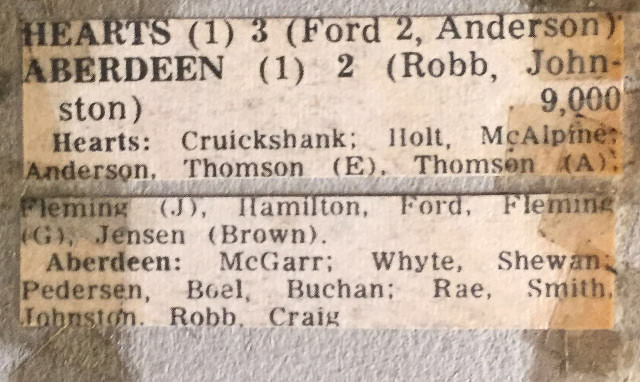 HEARTS (1) 3 (Ford 2, Anderson)
ABERDEEN (1) 2 (Robb, John-
ston) 9,000
Hearts: Cruickshank; Holt, McAlpine;
Anderson, Thomson (E), Thomson (A);
Fleming (J), Hamilton, Ford, Fleming
(G), Jensen (Brown).
Aberdeen: McGarr; Whyte, Shewan;
Pedersen, Boel, Buchan; Rae, Smith,
Johnston, Robb, Craig